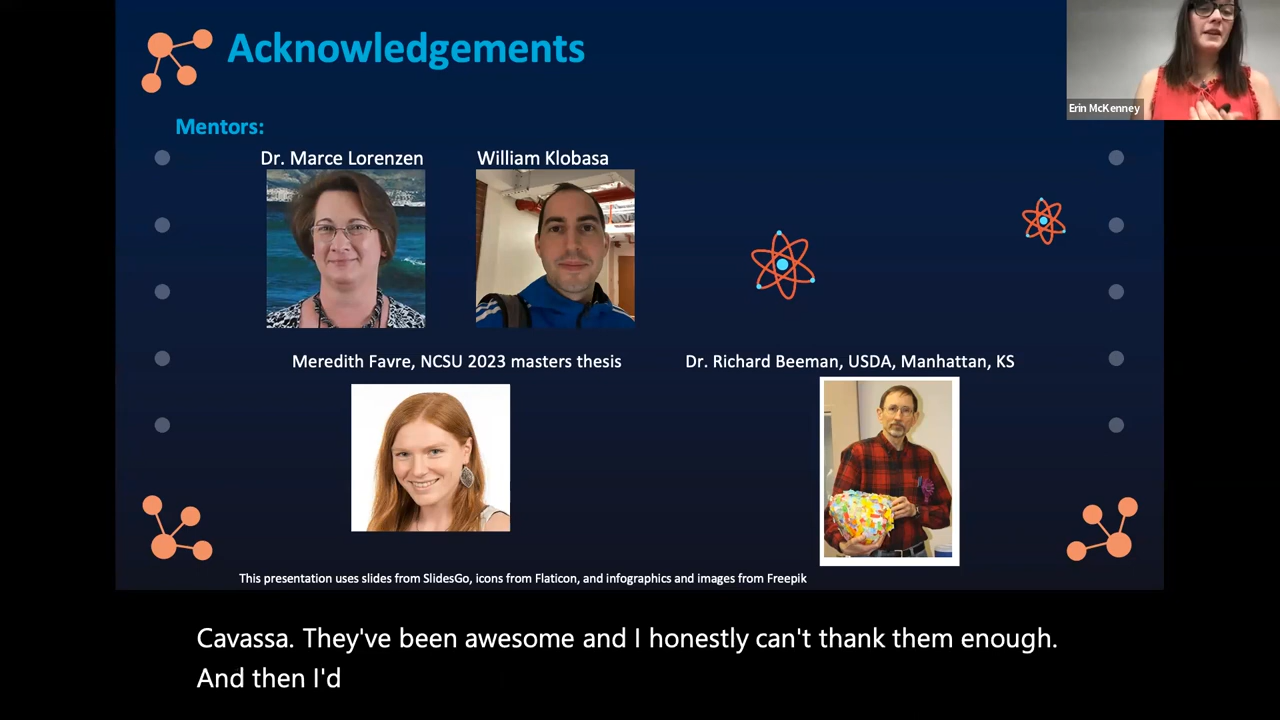 Acknowledgements
Erin McKenney
Mentors:
Dr. Marce Lorenzen
William Klobasa
Meredith Favre, NCSU 2023 masters thesis
Dr. Richard Beeman, USDA, Manhattan, KS
This presentation uses slides from SlidesGo, icons from Flaticon, and infographics and images from Freepik
Cavassa. They've been awesome and I honestly can't thank them enough.
And then I'd